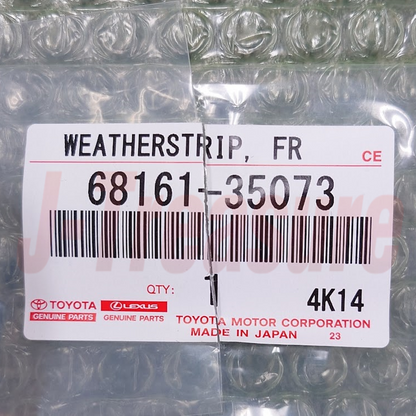 WEATHERSTRIP, FR
CE
68161-35073
J-Treasure
QTY: 1
4K14
TOYOTA LEXUS
GENUINE PARTS GENUINE PARTS
TOYOTA MOTOR CORPORATION
MADE IN JAPAN 23